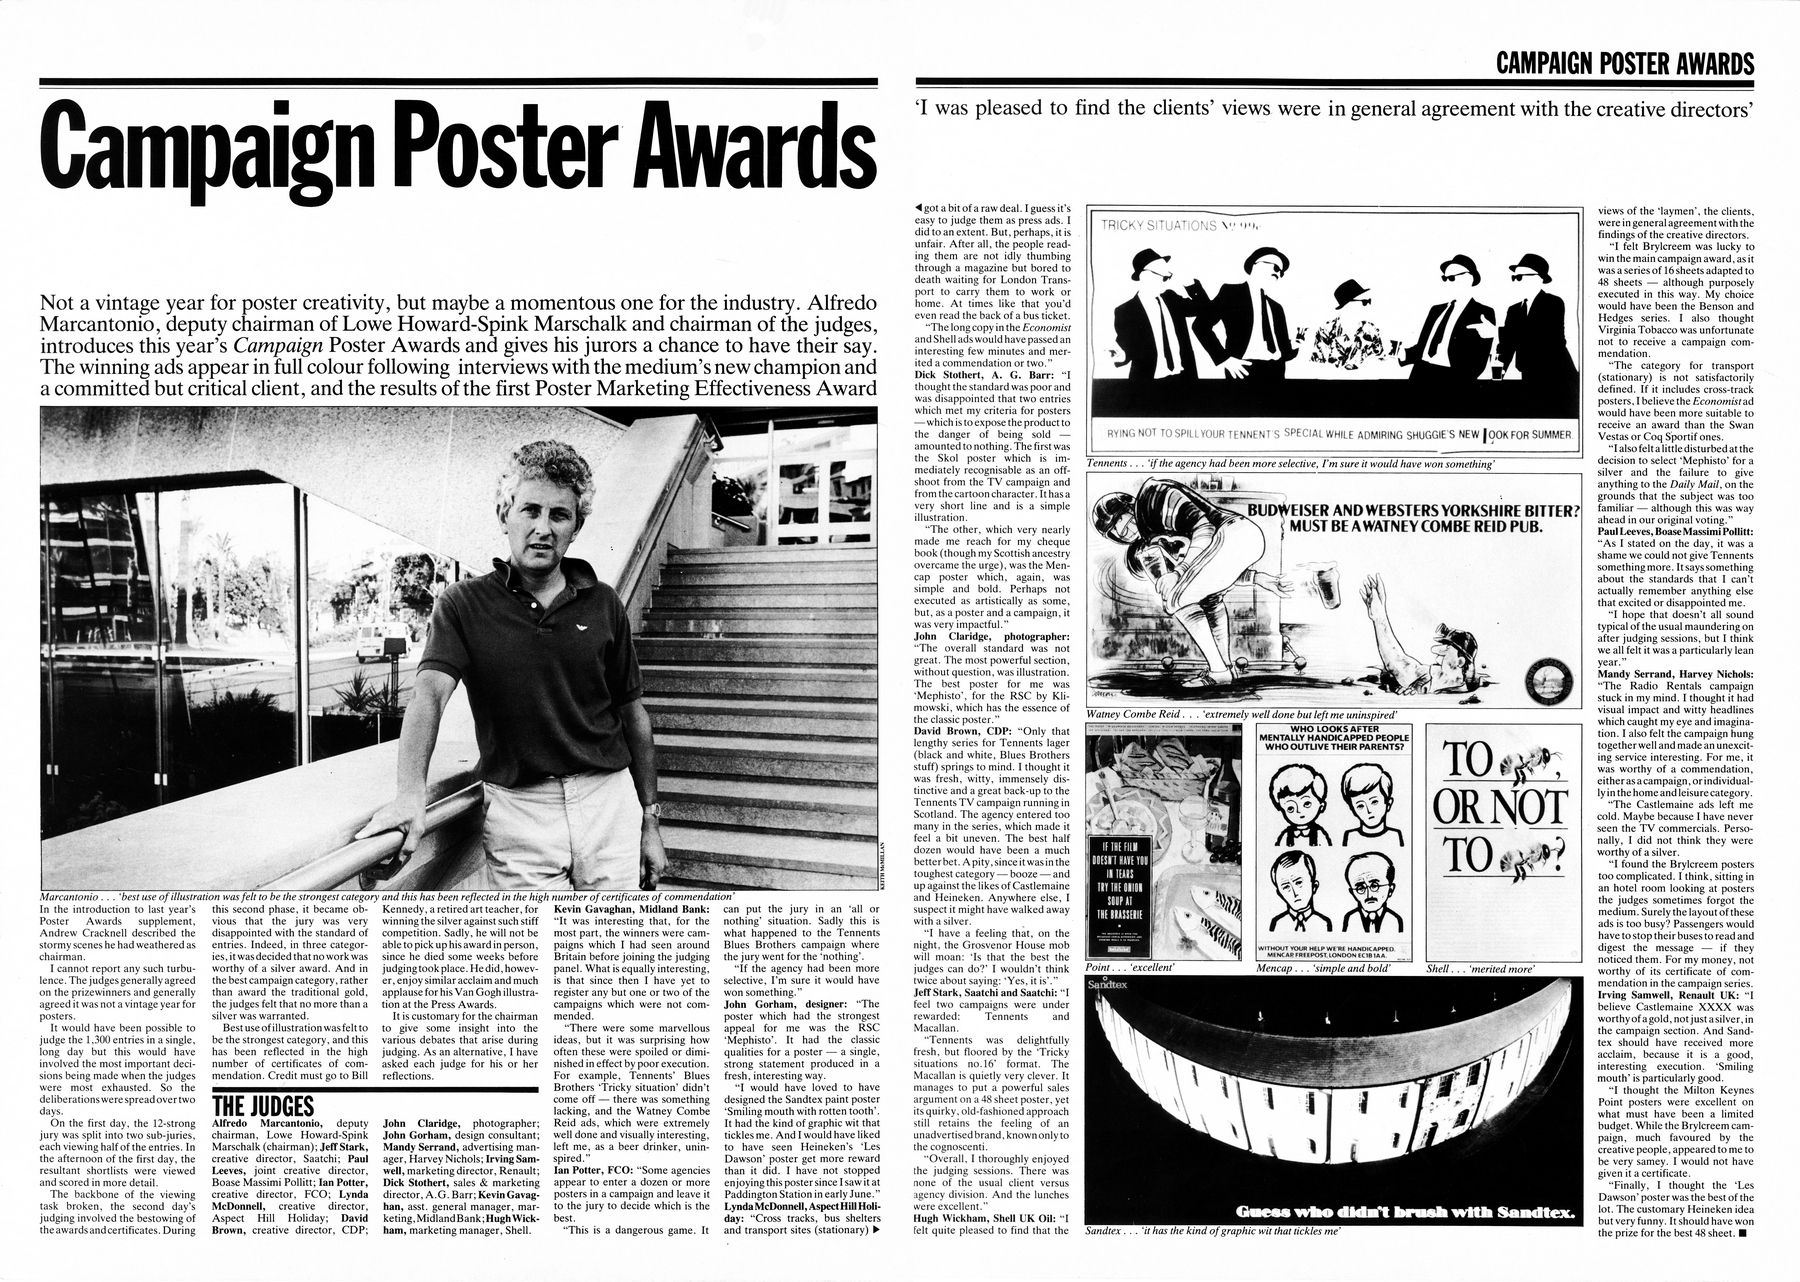 CAMPAIGN POSTER AWARDS
Campaign Poster Awards
Not a vintage year for poster creativity, but maybe a momentous one for the industry. Alfredo
Marcantonio, deputy chairman of Lowe Howard-Spink Marschalk and chairman of the judges,
introduces this year's Campaign Poster Awards and gives his jurors a chance to have their say.
The winning ads appear in full colour following interviews with the medium's new champion and
a committed but critical client, and the results of the first Poster Marketing Effectiveness Award
KEITH McMILLAN
Marcantonio . . . 'best use of illustration was felt to be the strongest category and this has been reflected in the high number of certificates of commendation'
In the introduction to last year's
Poster Awards supplement,
Andrew Cracknell described the
stormy scenes he had weathered as
chairman.
I cannot report any such turbu-
lence. The judges generally agreed
on the prizewinners and generally
agreed it was not a vintage year for
posters.
It would have been possible to
judge the 1,300 entries in a single,
long day but this would have
involved the most important deci-
sions being made when the judges
were most exhausted. So the
deliberations were spread over two
days.
On the first day, the 12-strong
jury was split into two sub-juries,
each viewing half of the entries. In
the afternoon of the first day, the
resultant shortlists were viewed
and scored in more detail.
The backbone of the viewing
task broken, the second day's
judging involved the bestowing of
the awards and certificates. During
this second phase, it became ob-
vious that the jury was very
disappointed with the standard of
entries. Indeed, in three categor-
ies, it was decided that no work was
worthy of a silver award. And in
the best campaign category, rather
than award the traditional gold,
the judges felt that no more than a
silver was warranted.
Best use of illustration was felt to
be the strongest category, and this
has been reflected in the high
number of certificates of com-
mendation. Credit must go to Bill
Kennedy, a retired art teacher, for
winning the silver against such stiff
competition. Sadly, he will not be
able to pick up his award in person,
since he died some weeks before
judging took place. He did, howev-
er, enjoy similar acclaim and much
applause for his Van Gogh illustra-
tion at the Press Awards.
It is customary for the chairman
to give some insight into the
various debates that arise during
judging. As an alternative, I have
asked each judge for his or her
reflections.
THE JUDGES
Alfredo Marcantonio, deputy
chairman, Lowe Howard-Spink
Marschalk (chairman); Jeff Stark,
creative director, Saatchi; Paul
Leeves, joint creative director,
Boase Massimi Pollitt; Ian Potter,
creative director, FCO; Lynda
McDonnell, creative director,
Aspect Hill Holiday; David
Brown, creative director, CDP;
John Claridge, photographer;
John Gorham, design consultant;
Mandy Serrand, advertising man-
ager, Harvey Nichols; Irving Sam-
well, marketing director, Renault;
Dick Stothert, sales & marketing
director, A.G. Barr; Kevin Gavag-
han, asst. general manager, mar-
keting, Midland Bank; Hugh Wick-
ham, marketing manager, Shell.
Kevin Gavaghan, Midland Bank:
"It was interesting that, for the
most part, the winners were cam-
paigns which I had seen around
Britain before joining the judging
panel. What is equally interesting,
is that since then I have yet to
register any but one or two of the
campaigns which were not com-
mended.
"There were some marvellous
ideas, but it was surprising how
often these were spoiled or dimi-
nished in effect by poor execution.
For example, Tennents' Blues
Brothers 'Tricky situation' didn't
come off — there was something
lacking, and the Watney Combe
Reid ads, which were extremely
well done and visually interesting,
left me, as a beer drinker, unin-
spired."
Ian Potter, FCO: "Some agencies
appear to enter a dozen or more
posters in a campaign and leave it
to the jury to decide which is the
best.
"This is a dangerous game. It
can put the jury in an 'all or
nothing' situation. Sadly this is
what happened to the Tennents
Blues Brothers campaign where
the jury went for the 'nothing'.
"If the agency had been more
selective, I'm sure it would have
won something."
John Gorham, designer: "The
poster which had the strongest
appeal for me was the RSC
'Mephisto'. It had the classic
qualities for a poster — a single,
strong statement produced in a
fresh, interesting way.
"I would have loved to have
designed the Sandtex paint poster
'Smiling mouth with rotten tooth'.
It had the kind of graphic wit that
tickles me. And I would have liked
to have seen Heineken's 'Les
Dawson' poster get more reward
than it did. I have not stopped
enjoying this poster since I saw it at
Paddington Station in early June."
Lynda McDonnell, Aspect Hill Holi-
day: "Cross tracks, bus shelters
and transport sites (stationary) ▶
'I was pleased to find the clients' views were in general agreement with the creative directors'
◀ got a bit of a raw deal. I guess it's
easy to judge them as press ads. I
did to an extent. But, perhaps, it is
unfair. After all, the people read-
ing them are not idly thumbing
through a magazine but bored to
death waiting for London Trans-
port to carry them to work or
home. At times like that you'd
even read the back of a bus ticket.
"The long copy in the Economist
and Shell ads would have passed an
interesting few minutes and mer-
ited a commendation or two."
Dick Stothert, A. G. Barr: "I
thought the standard was poor and
was disappointed that two entries
which met my criteria for posters
— which is to expose the product to
the danger of being sold —
amounted to nothing. The first was
the Skol poster which is im-
mediately recognisable as an off-
shoot from the TV campaign and
from the cartoon character. It has a
very short line and is a simple
illustration.
"The other, which very nearly
made me reach for my cheque
book (though my Scottish ancestry
overcame the urge), was the Men-
cap poster which, again, was
simple and bold. Perhaps not
executed as artistically as some,
but, as a poster and a campaign, it
was very impactful."
John Claridge, photographer:
"The overall standard was not
great. The most powerful section,
without question, was illustration.
The best poster for me was
'Mephisto', for the RSC by Kli-
mowski, which has the essence of
the classic poster."
David Brown, CDP: "Only that
lengthy series for Tennents lager
(black and white, Blues Brothers
stuff) springs to mind. I thought it
was fresh, witty, immensely dis-
tinctive and a great back-up to the
Tennents TV campaign running in
Scotland. The agency entered too
many in the series, which made it
feel a bit uneven. The best half
dozen would have been a much
better bet. A pity, since it was in the
toughest category — booze — and
up against the likes of Castlemaine
and Heineken. Anywhere else, I
suspect it might have walked away
with a silver.
"I have a feeling that, on the
night, the Grosvenor House mob
will moan: 'Is that the best the
judges can do?' I wouldn't think
twice about saying: 'Yes, it is'."
Jeff Stark, Saatchi and Saatchi: "I
feel two campaigns were under
rewarded: Tennents and
Macallan.
"Tennents was delightfully
fresh, but floored by the 'Tricky
situations no.16' format. The
Macallan is quietly very clever. It
manages to put a powerful sales
argument on a 48 sheet poster, yet
its quirky, old-fashioned approach
still retains the feeling of an
unadvertised brand, known only to
the cognoscenti.
"Overall, I thoroughly enjoyed
the judging sessions. There was
none of the usual client versus
agency division. And the lunches
were excellent."
Hugh Wickham, Shell UK Oil: "I
felt quite pleased to find that the
TRICKY SITUATIONS
RYING NOT TO SPILL YOUR TENNENT'S SPECIAL WHILE ADMIRING SHUGGIE'S NEW LOOK FOR SUMMER.
Tennents . . . 'if the agency had been more selective, I'm sure it would have won something'
BUDWEISER AND WEBSTERS YORKSHIRE BITTER?
MUST BE A WATNEY COMBE REID PUB.
Watney Combe Reid . . . 'extremely well done but left me uninspired'
IF THE FILM
DOESN'T HAVE YOU
IN TEARS
TRY THE ONION
SOUP AT
THE BRASSERIE
Point . . . 'excellent'
WHO LOOKS AFTER
MENTALLY HANDICAPPED PEOPLE
WHO OUTLIVE THEIR PARENTS?
WITHOUT YOUR HELP WE'RE HANDICAPPED.
MENCAP FREEPOST, LONDON EC1B 1AA.
Mencap . . . 'simple and bold'
TO ,
OR NOT
TO ?
Shell . . . 'merited more'
Sandtex
Guess who didn't brush with Sandtex.
Sandtex . . . 'it has the kind of graphic wit that tickles me'
views of the 'laymen', the clients,
were in general agreement with the
findings of the creative directors.
"I felt Brylcreem was lucky to
win the main campaign award, as it
was a series of 16 sheets adapted to
48 sheets — although purposely
executed in this way. My choice
would have been the Benson and
Hedges series. I also thought
Virginia Tobacco was unfortunate
not to receive a campaign com-
mendation.
"The category for transport
(stationary) is not satisfactorily
defined. If it includes cross-track
posters, I believe the Economist ad
would have been more suitable to
receive an award than the Swan
Vestas or Coq Sportif ones.
"I also felt a little disturbed at the
decision to select 'Mephisto' for a
silver and the failure to give
anything to the Daily Mail, on the
grounds that the subject was too
familiar — although this was way
ahead in our original voting."
Paul Leeves, Boase Massimi Pollitt:
"As I stated on the day, it was a
shame we could not give Tennents
something more. It says something
about the standards that I can't
actually remember anything else
that excited or disappointed me.
"I hope that doesn't all sound
typical of the usual maundering on
after judging sessions, but I think
we all felt it was a particularly lean
year."
Mandy Serrand, Harvey Nichols:
"The Radio Rentals campaign
stuck in my mind. I thought it had
visual impact and witty headlines
which caught my eye and imagina-
tion. I also felt the campaign hung
together well and made an unexcit-
ing service interesting. For me, it
was worthy of a commendation,
either as a campaign, or individual-
ly in the home and leisure category.
"The Castlemaine ads left me
cold. Maybe because I have never
seen the TV commercials. Perso-
nally, I did not think they were
worthy of a silver.
"I found the Brylcreem posters
too complicated. I think, sitting in
an hotel room looking at posters
the judges sometimes forgot the
medium. Surely the layout of these
ads is too busy? Passengers would
have to stop their buses to read and
digest the message — if they
noticed them. For my money, not
worthy of its certificate of com-
mendation in the campaign series.
Irving Samwell, Renault UK: "I
believe Castlemaine XXXX was
worthy of a gold, not just a silver, in
the campaign section. And Sand-
tex should have received more
acclaim, because it is a good,
interesting execution. 'Smiling
mouth' is particularly good.
"I thought the Milton Keynes
Point posters were excellent on
what must have been a limited
budget. While the Brylcreem cam-
paign, much favoured by the
creative people, appeared to me to
be very samey. I would not have
given it a certificate.
"Finally, I thought the 'Les
Dawson' poster was the best of the
lot. The customary Heineken idea
but very funny. It should have won
the prize for the best 48 sheet. ■